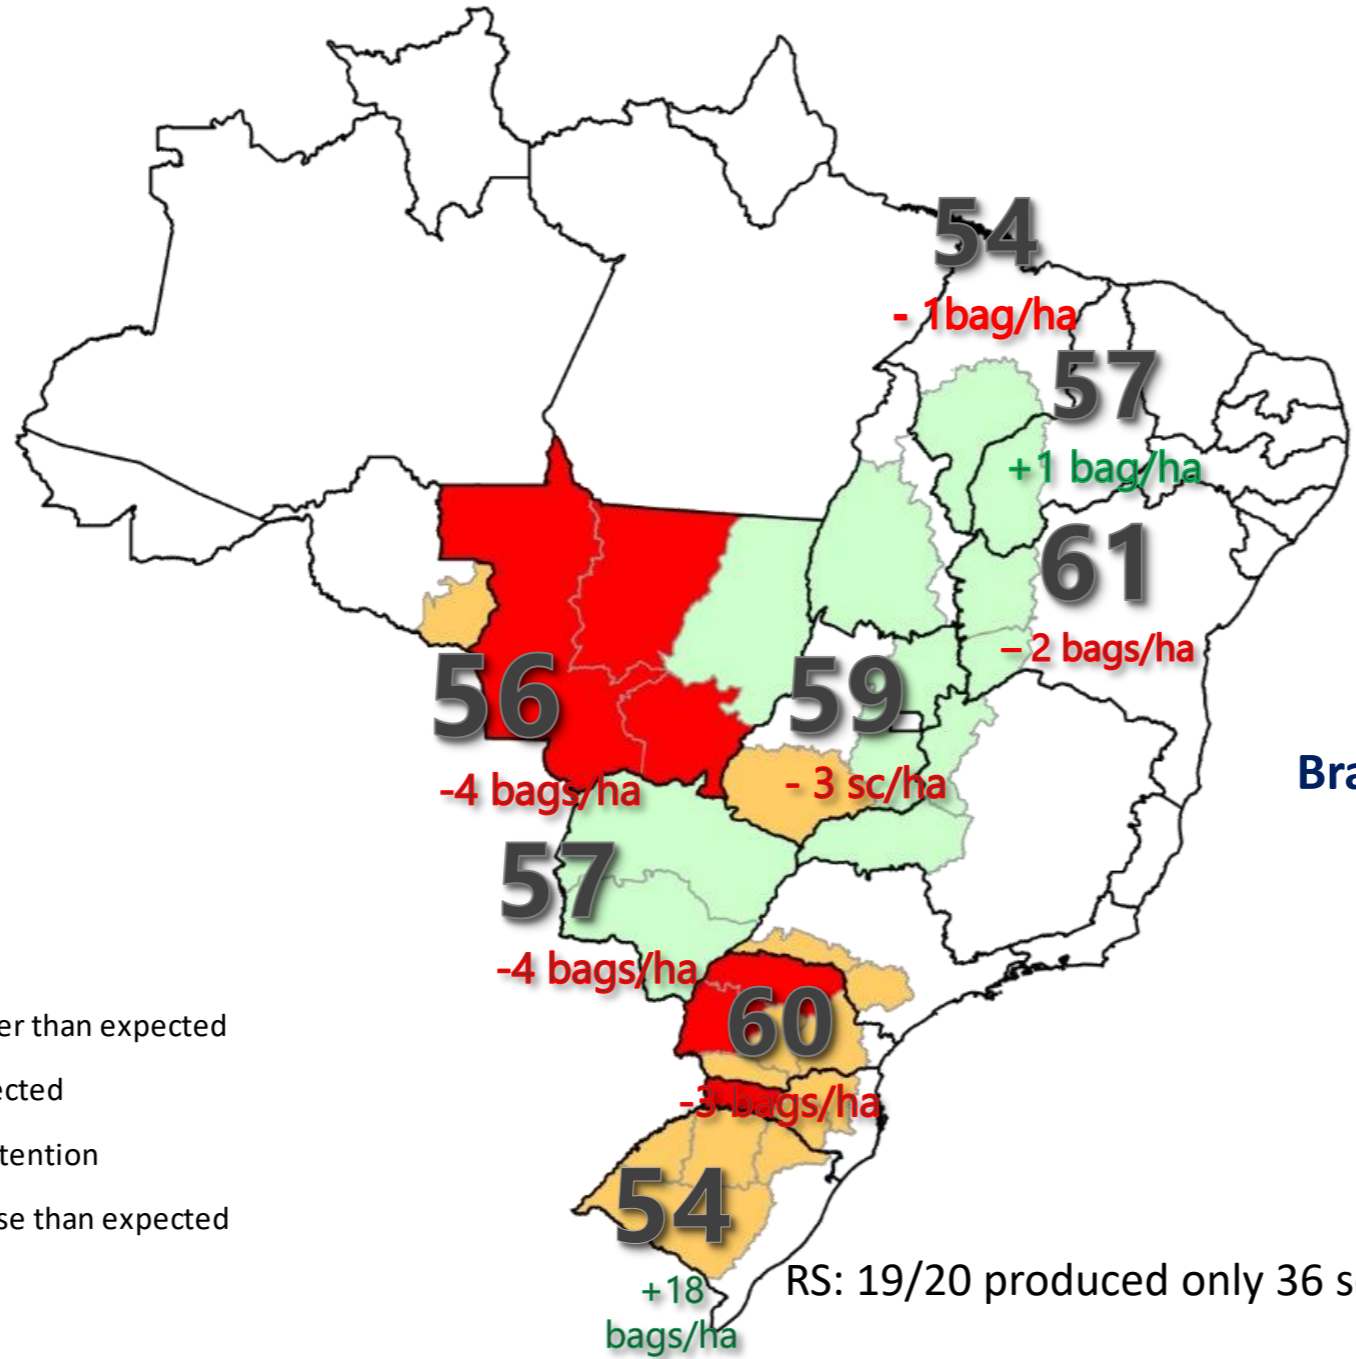 54
- 1bag/ha
57
+1 bag/ha
61
– 2 bags/ha
56
-4 bags/ha
59
- 3 sc/ha
57
-4 bags/ha
60
-3 bags/ha
54
+18
bags/ha
RS: 19/20 produced only 36 s
Bra
er than expected
ected
tention
se than expected